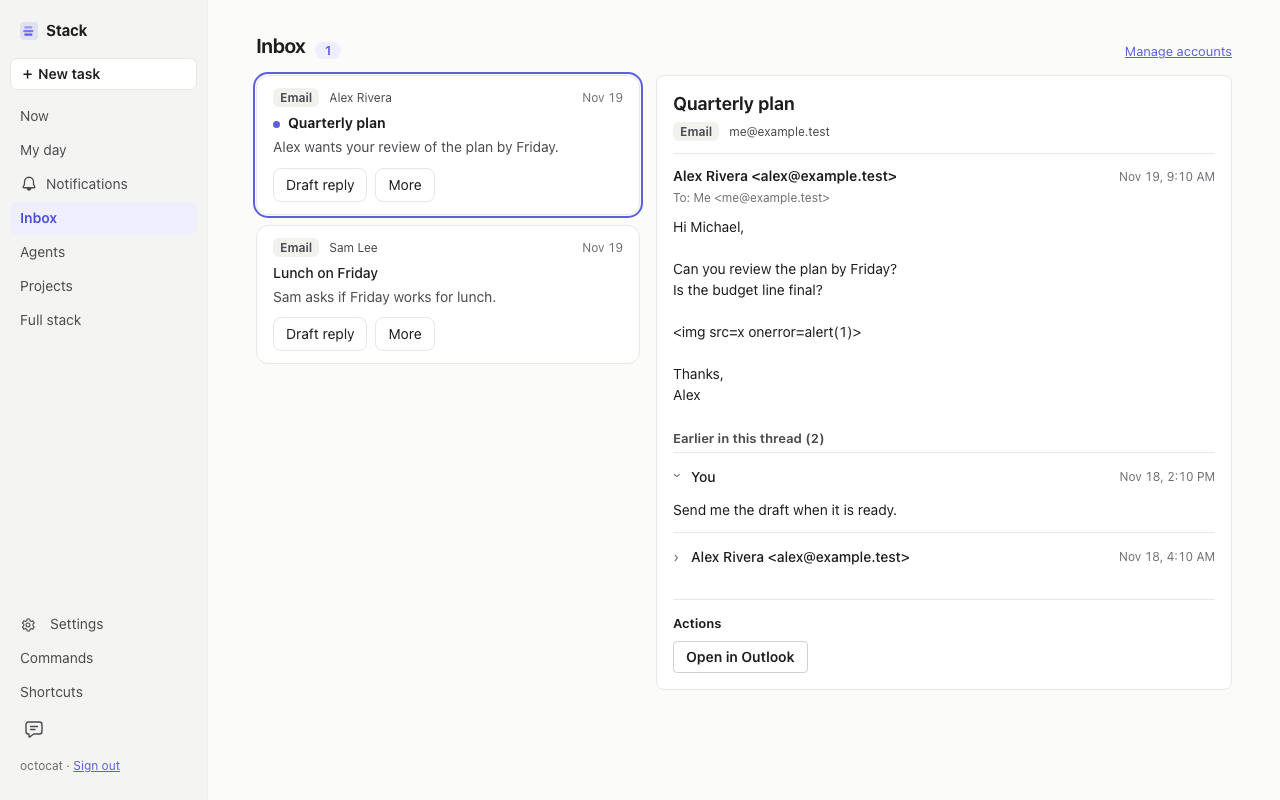 Stack
+ New task
Now
My day
Notifications
Inbox
Agents
Projects
Full stack
Settings
Commands
Shortcuts
octocat · Sign out
Inbox 1
Manage accounts
Email Alex Rivera Nov 19
Quarterly plan
Alex wants your review of the plan by Friday.
Draft reply More
Email Sam Lee Nov 19
Lunch on Friday
Sam asks if Friday works for lunch.
Draft reply More
Quarterly plan
Email me@example.test
Alex Rivera <alex@example.test> Nov 19, 9:10 AM
To: Me <me@example.test>
Hi Michael,
Can you review the plan by Friday?
Is the budget line final?
<img src=x onerror=alert(1)>
Thanks,
Alex
Earlier in this thread (2)
You Nov 18, 2:10 PM
Send me the draft when it is ready.
Alex Rivera <alex@example.test> Nov 18, 4:10 AM
Actions
Open in Outlook